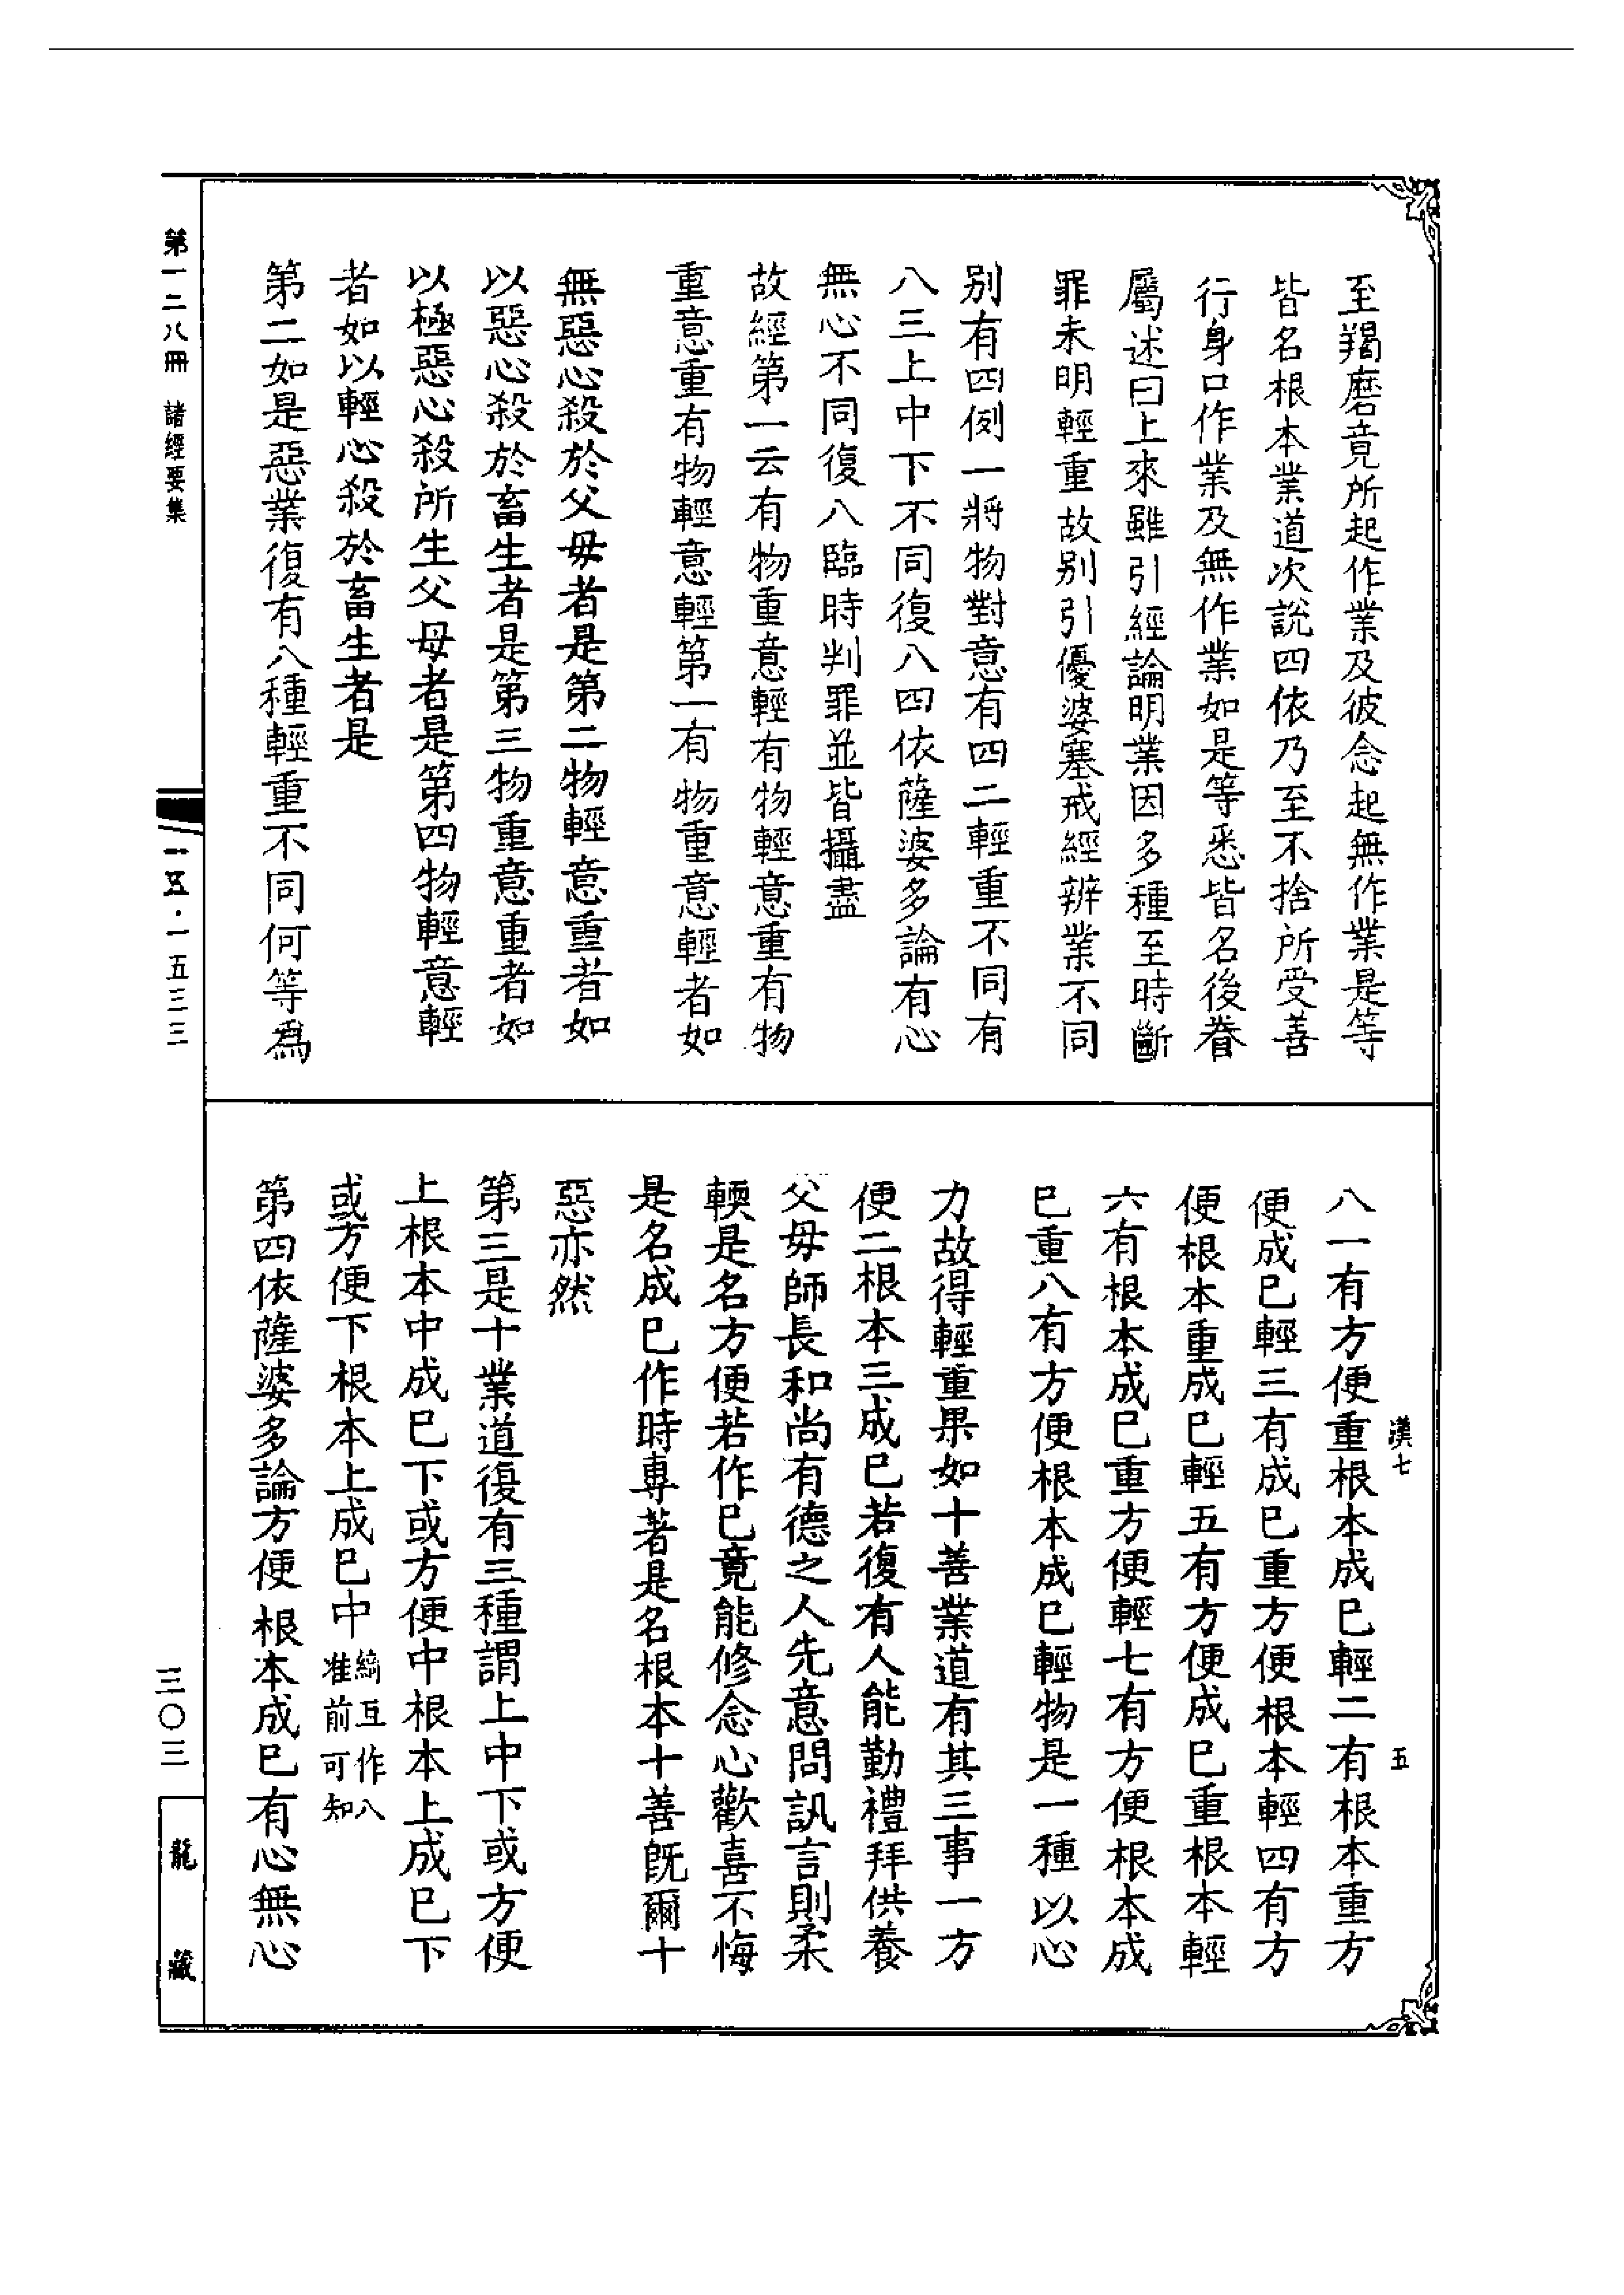 至羯磨竟所起作業及彼念起無作業是等
皆名根本業道次說四依乃至不捨所受善
行身口作業及無作業如是等悉皆名後眷
屬述曰上來雖引經論明業因多種至時斷
罪未明輕重故別引優婆塞戒經辨業不同
別有四例一將物對意有四二輕重不同有
八三上中下不同復八四依薩婆多論有心
無心不同復八臨時判罪並皆攝盡
故經第一云有物重意輕有物輕意重有物
重意重有物輕意輕第一有物重意輕者如
無惡心殺於父母者是第二物輕意重者如
以惡心殺於畜生者是第三物重意重者如
以極惡心殺所生父母者是第四物輕意輕
者如以輕心殺於畜生者是
第二如是惡業復有八種輕重不同何等為
八一有方便重根本成已輕二有根本重方
便成已輕三有成已重方便根本輕四有方
便根本重成已輕五有方便成已重根本輕
六有根本成已重方便輕七有方便根本成
已重八有方便根本成已輕物是一種以心
力故得輕重果如十善業道有其三事一方
便二根本三成已若復有人能勤禮拜供養
父母師長和尚有德之人先意問訊言則柔
輭是名方便若作已竟能修念心歡喜不悔
是名成已作時專著是名根本十善既爾十
惡亦然
第三是十業道復有三種謂上中下或方便
上根本中成已下或方便中根本上成已下
或方便下根本上成已中 綺互作八
准前可知
第四依薩婆多論方便根本成已有心無心
漢七 五
第一二八冊 諸經要集
一五·一五三三
三〇三
龍藏